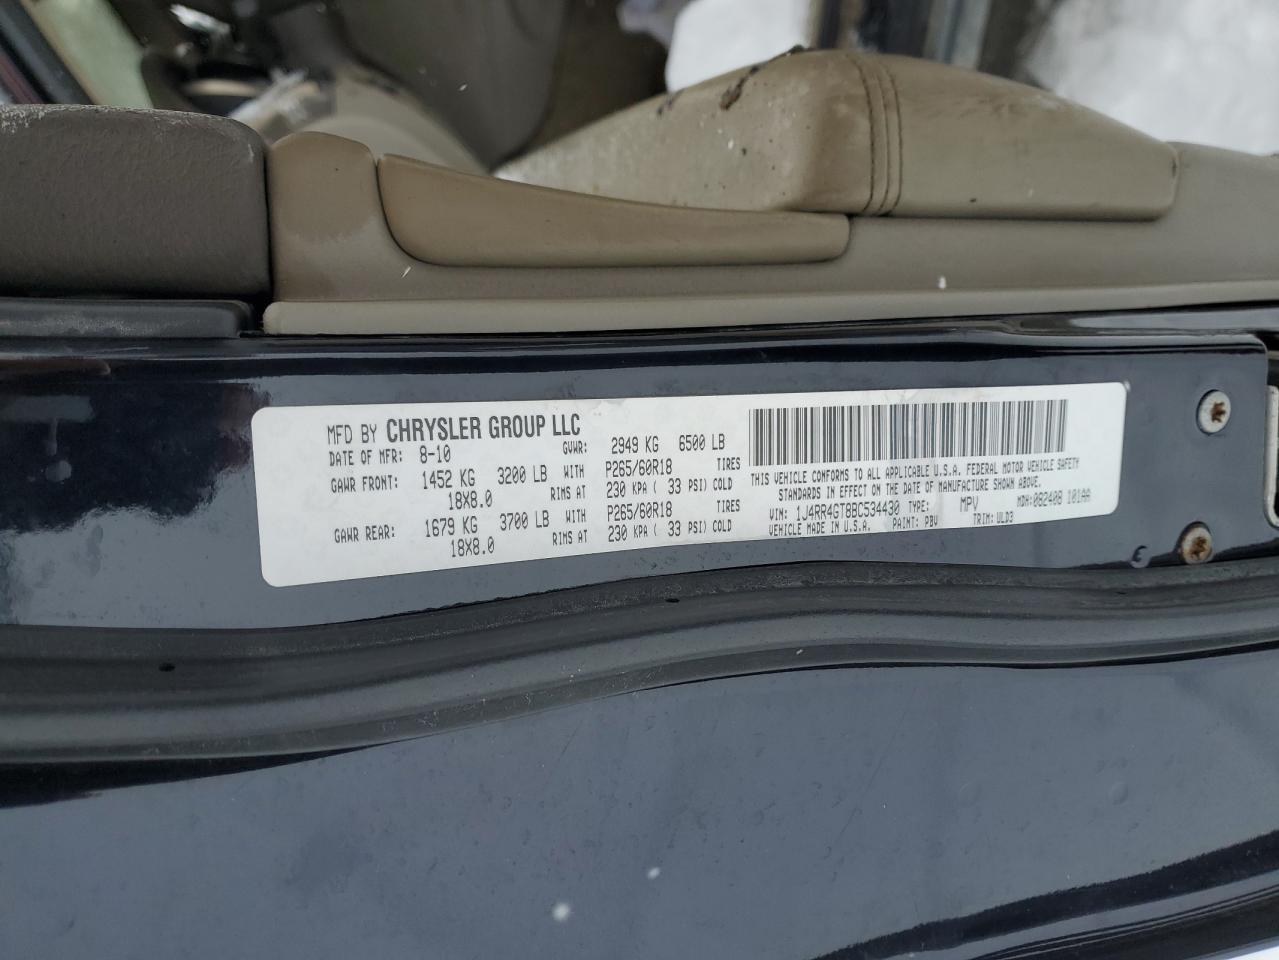 MFD BY CHRYSLER GROUP LLC
DATE OF MFR: 8-10 GVWR: 2949 KG 6500 LB
GAWR FRONT: 1452 KG 3200 LB WITH P265/60R18 TIRES
18X8.0 RIMS AT 230 KPA ( 33 PSI) COLD
GAWR REAR: 1679 KG 3700 LB WITH P265/60R18 TIRES
18X8.0 RIMS AT 230 KPA ( 33 PSI) COLD
THIS VEHICLE CONFORMS TO ALL APPLICABLE U.S.A. FEDERAL MOTOR VEHICLE SAFETY
STANDARDS IN EFFECT ON THE DATE OF MANUFACTURE SHOWN ABOVE.
VIN: 1J4RR4GT8BC534430 TYPE: MPV MDH: 082408 101AA
VEHICLE MADE IN U.S.A. PAINT: PBV TRIM: ULD3